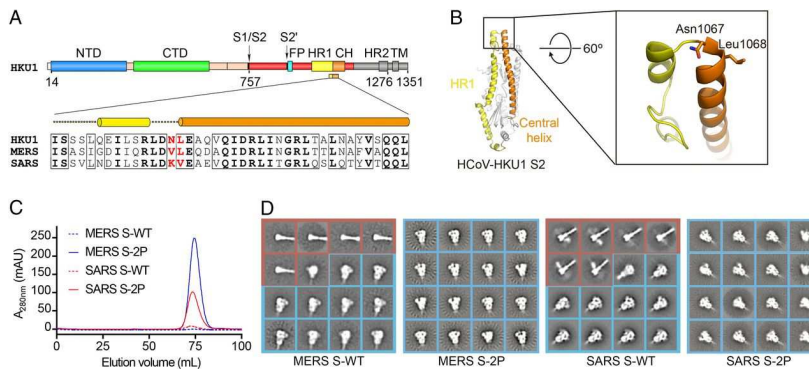 A
S1/S2
S2'
NTD
CTD
FP
HR1
CH
HR2
TM
HKU1
14
757
1276
1351
HKU1 ISSSLQEILSRLDNLEAQVQIDRLINGRLTALNAYVSQQL
MERS ISASIGDIIQRLDVLEQDAQIDRLINGRLTTLNAFVAQQL
SARS ISSVLNDILSRLDKVEAEVQIDRLITGRLQSLQTYVTQQL
B
HR1
Central
helix
HCoV-HKU1 S2
60°
Asn1067
Leu1068
C
A280nm (mAU)
250
200
150
100
50
0
MERS S-WT
MERS S-2P
SARS S-WT
SARS S-2P
0 25 50 75 100
Elution volume (mL)
D
MERS S-WT
MERS S-2P
SARS S-WT
SARS S-2P